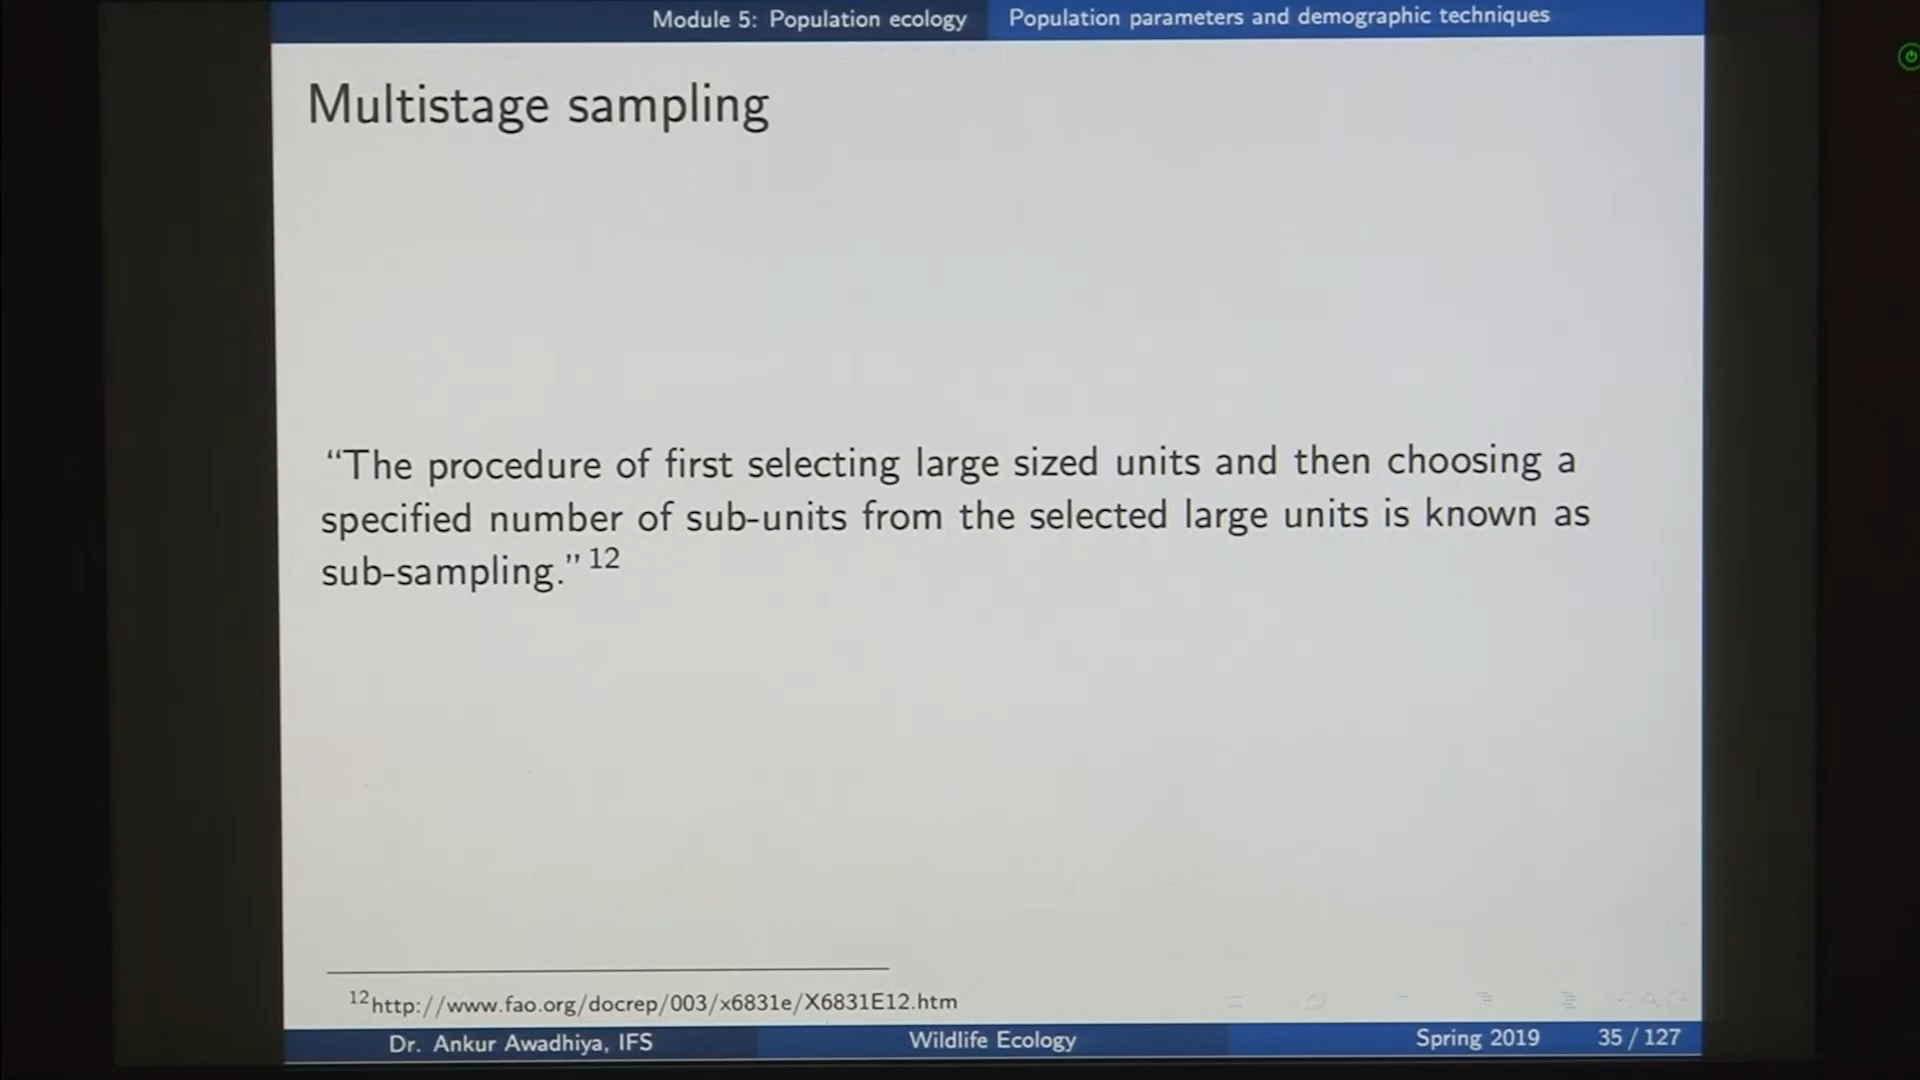 Module 5: Population ecology
Population parameters and demographic techniques
Multistage sampling
“The procedure of first selecting large sized units and then choosing a
specified number of sub-units from the selected large units is known as
sub-sampling.” 12
12http://www.fao.org/docrep/003/x6831e/X6831E12.htm
Dr. Ankur Awadhiya, IFS
Wildlife Ecology
Spring 2019
35 / 127